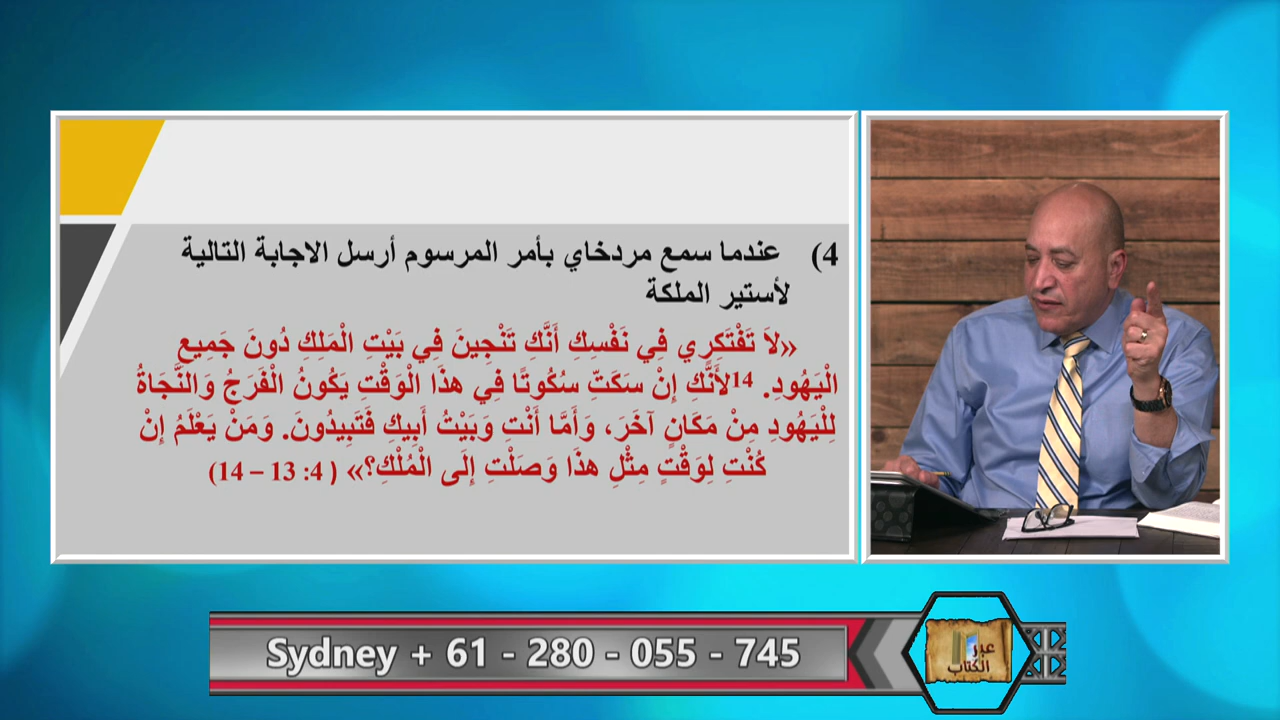 4) عندما سمع مردخاي بأمر المرسوم أرسل الاجابة التالية
لأستير الملكة
«لاَ تَفْتَكِرِي فِي نَفْسِكِ أَنَّكِ تَنْجِينَ فِي بَيْتِ الْمَلِكِ دُونَ جَمِيعِ
الْيَهُودِ. 14لأَنَّكِ إِنْ سَكَتِّ سُكُوتًا فِي هذَا الْوَقْتِ يَكُونُ الْفَرَجُ وَالنَّجَاةُ
لِلْيَهُودِ مِنْ مَكَانٍ آخَرَ، وَأَمَّا أَنْتِ وَبَيْتُ أَبِيكِ فَتَبِيدُونَ. وَمَنْ يَعْلَمُ إِنْ
كُنْتِ لِوَقْتٍ مِثْلِ هذَا وَصَلْتِ إِلَى الْمُلْكِ؟» ( 4: 13 – 14)
Sydney + 61 - 280 - 055 - 745
عبر
الكتاب